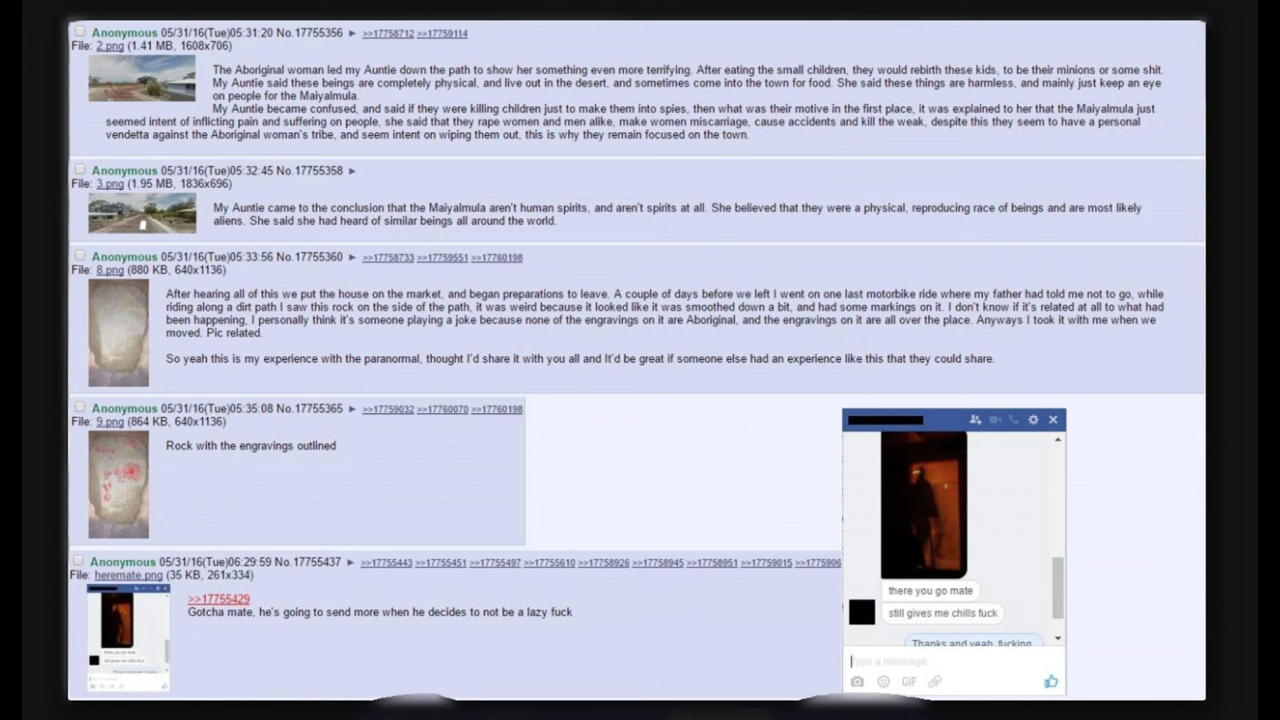 Anonymous 05/31/16(Tue)05:31:20 No.17755356 ► >>17758712 >>17759114
File: 2.png (1.41 MB, 1608x706)
The Aboriginal woman led my Auntie down the path to show her something even more terrifying. After eating the small children, they would rebirth these kids, to be their minions or some shit.
My Auntie said these beings are completely physical, and live out in the desert, and sometimes come into the town for food. She said these things are harmless, and mainly just keep an eye
on people for the Maiyalmula.
My Auntie became confused, and said if they were killing children just to make them into spies, then what was their motive in the first place, it was explained to her that the Maiyalmula just
seemed intent of inflicting pain and suffering on people, she said that they rape women and men alike, make women miscarriage, cause accidents and kill the weak, despite this they seem to have a personal
vendetta against the Aboriginal woman's tribe, and seem intent on wiping them out, this is why they remain focused on the town.
Anonymous 05/31/16(Tue)05:32:45 No.17755358 ►
File: 3.png (1.95 MB, 1836x696)
My Auntie came to the conclusion that the Maiyalmula aren't human spirits, and aren't spirits at all. She believed that they were a physical, reproducing race of beings and are most likely
aliens. She said she had heard of similar beings all around the world.
Anonymous 05/31/16(Tue)05:33:56 No.17755360 ► >>17758733 >>17759551 >>17760198
File: 8.png (880 KB, 640x1136)
After hearing all of this we put the house on the market, and began preparations to leave. A couple of days before we left I went on one last motorbike ride where my father had told me not to go, while
riding along a dirt path I saw this rock on the side of the path, it was weird because it looked like it was smoothed down a bit, and had some markings on it. I don't know if it's related at all to what had
been happening, I personally think it's someone playing a joke because none of the engravings on it are Aboriginal, and the engravings on it are all over the place. Anyways I took it with me when we
moved. Pic related.
So yeah this is my experience with the paranormal, thought I'd share it with you all and It'd be great if someone else had an experience like this that they could share.
Anonymous 05/31/16(Tue)05:35:08 No.17755365 ► >>17759032 >>17760070 >>17760198
File: 9.png (864 KB, 640x1136)
Rock with the engravings outlined
Anonymous 05/31/16(Tue)06:29:59 No.17755437 ► >>17755443 >>17755451 >>17755497 >>17755610 >>17758926 >>17758945 >>17758951 >>17759015 >>1775906
File: heremate.png (35 KB, 261x334)
>>17755429
Gotcha mate, he's going to send more when he decides to not be a lazy fuck
there you go mate
still gives me chills fuck
Thanks and yeah, fucking
Type a message...
GIF